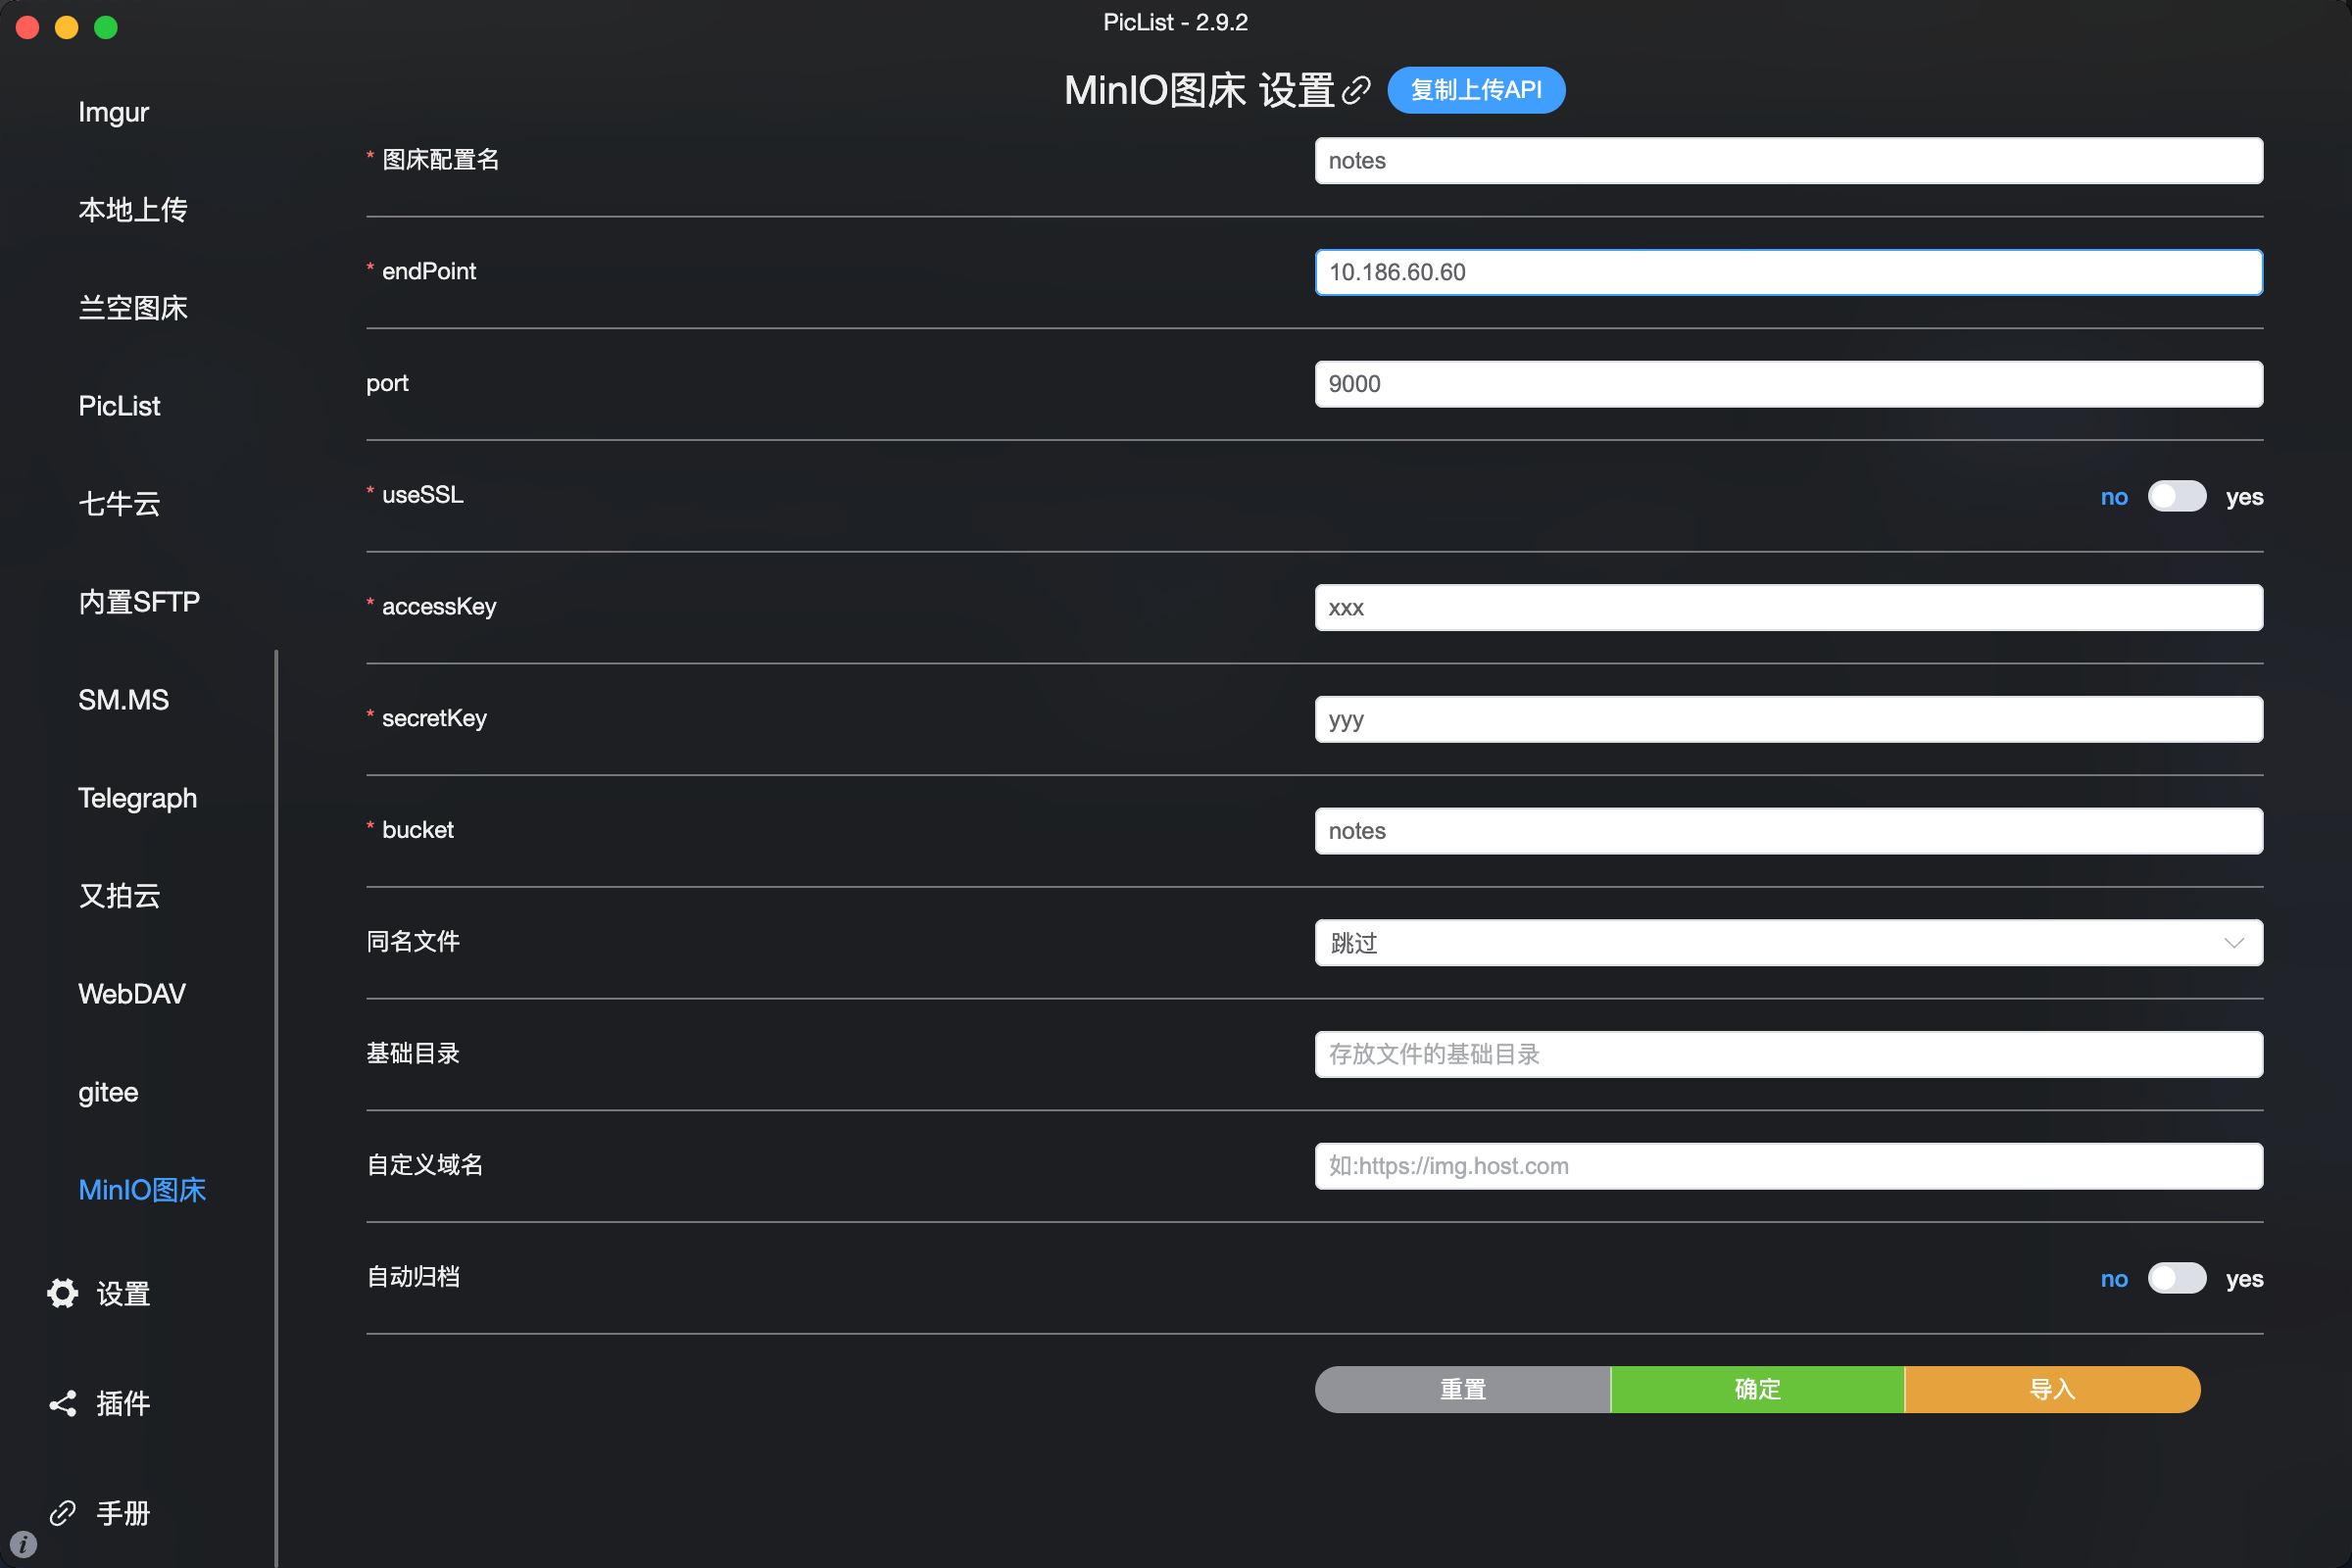 PicList - 2.9.2
Imgur
本地上传
兰空图床
PicList
七牛云
内置SFTP
SM.MS
Telegraph
又拍云
WebDAV
gitee
MinIO图床
设置
插件
手册
MinIO图床 设置
复制上传API
* 图床配置名
notes
* endPoint
10.186.60.60
port
9000
* useSSL
no yes
* accessKey
xxx
* secretKey
yyy
* bucket
notes
同名文件
跳过
基础目录
存放文件的基础目录
自定义域名
如:https://img.host.com
自动归档
no yes
重置 确定 导入